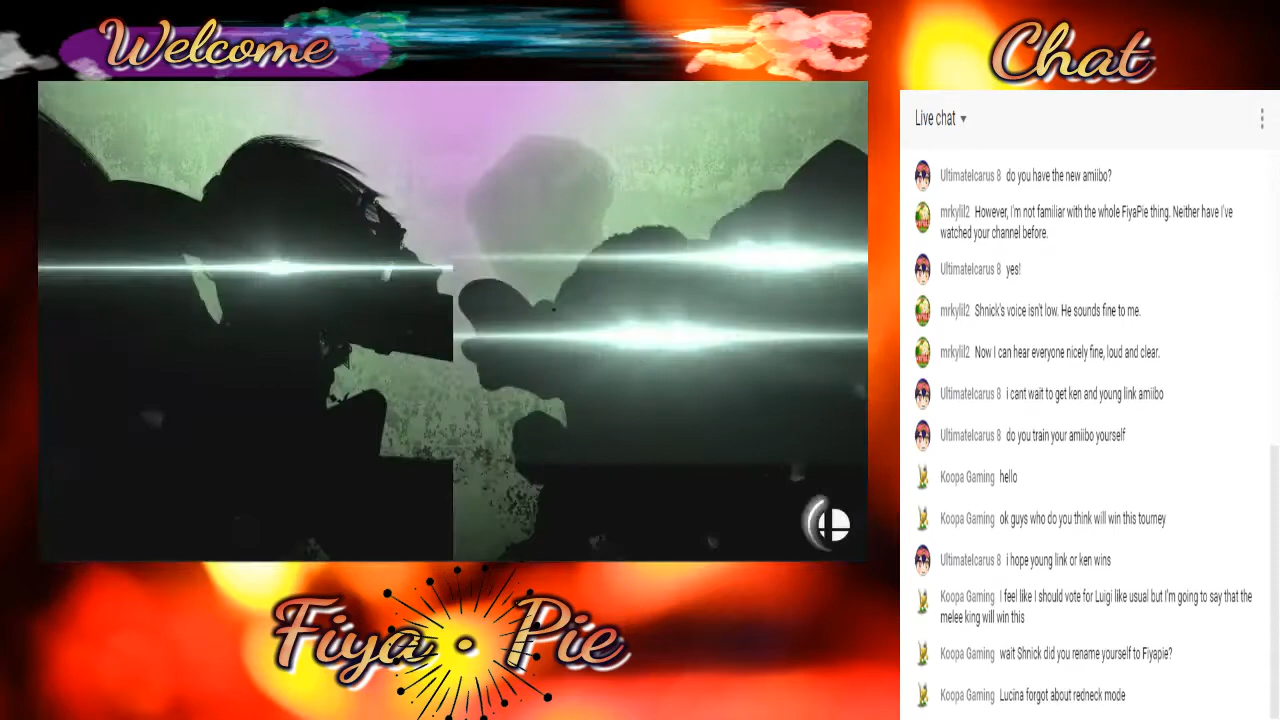 Welcome
Chat
Live chat
UltimateIcarus 8 do you have the new amiibo?
mrkylil2 However, I'm not familiar with the whole FiyaPie thing. Neither have I've
watched your channel before.
UltimateIcarus 8 yes!
mrkylil2 Shnick's voice isn't low. He sounds fine to me.
mrkylil2 Now I can hear everyone nicely fine, loud and clear.
UltimateIcarus 8 i cant wait to get ken and young link amiibo
UltimateIcarus 8 do you train your amiibo yourself
Koopa Gaming hello
Koopa Gaming ok guys who do you think will win this tourney
UltimateIcarus 8 i hope young link or ken wins
Koopa Gaming I feel like I should vote for Luigi like usual but I'm going to say that the
melee king will win this
Koopa Gaming wait Shnick did you rename yourself to Fiyapie?
Koopa Gaming Lucina forgot about redneck mode
Fiya • Pie